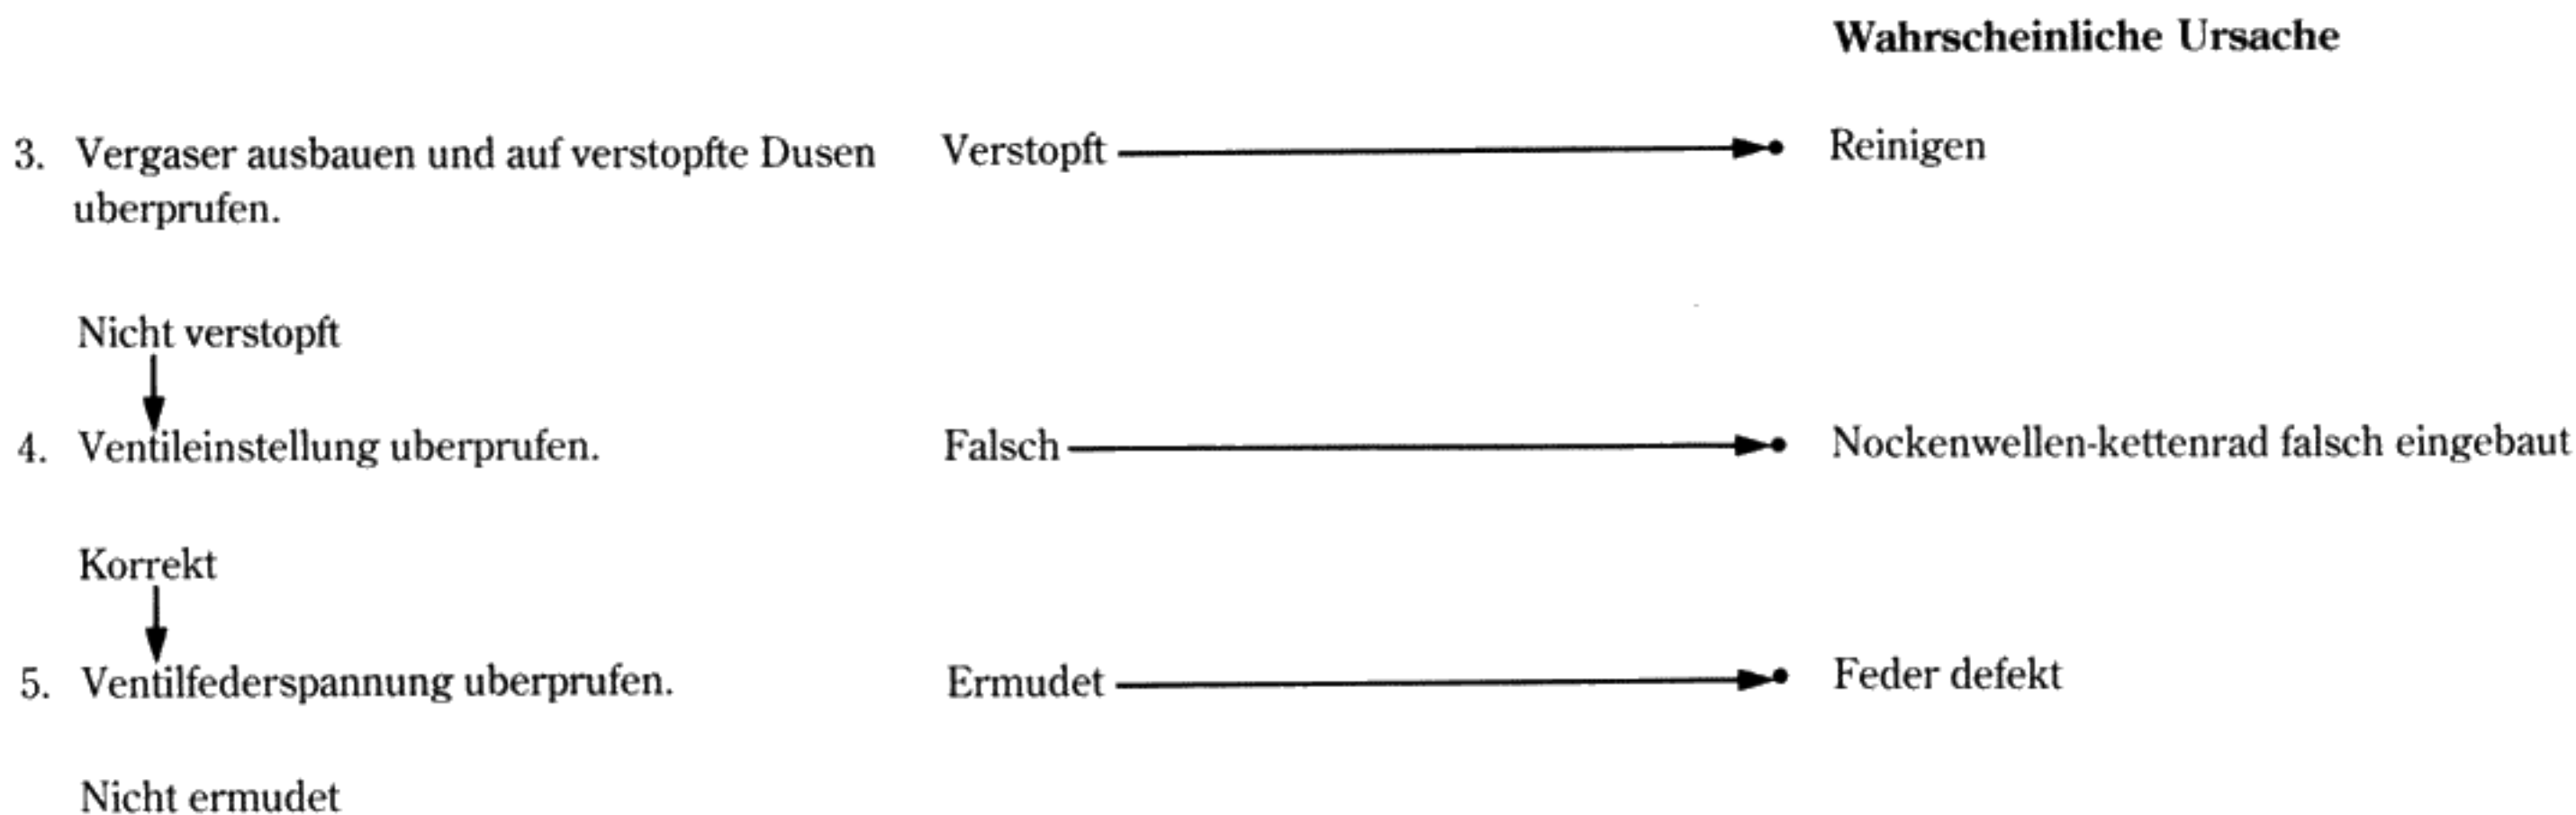 Wahrscheinliche Ursache
3. Vergaser ausbauen und auf verstopfte Dusen Verstopft Reinigen
uberprufen.
Nicht verstopft
4. Ventileinstellung uberprufen. Falsch Nockenwellen-kettenrad falsch eingebaut
Korrekt
5. Ventilfederspannung uberprufen. Ermudet Feder defekt
Nicht ermudet